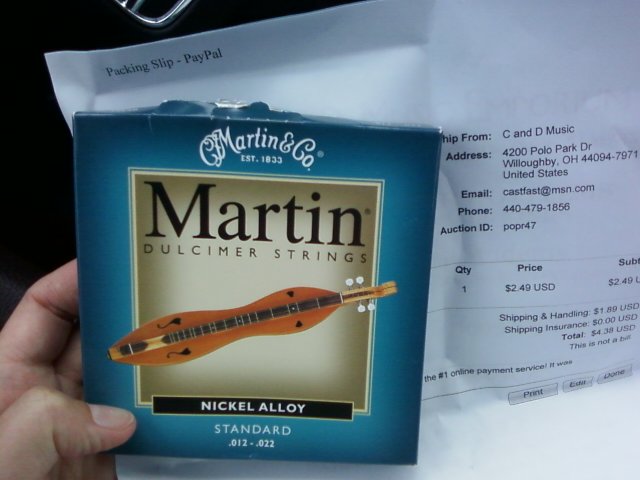 Packing Slip - PayPal
C.F. Martin & Co.®
EST. 1833
Martin®
DULCIMER STRINGS
NICKEL ALLOY
STANDARD
.012 - .022
hip From: C and D Music
Address: 4200 Polo Park Dr
Willoughby, OH 44094-7971
United States
Email: castfast@msn.com
Phone: 440-479-1856
Auction ID: popr47
Qty Price Subt
1 $2.49 USD $2.49 U
Shipping & Handling: $1.89 USD
Shipping Insurance: $0.00 USD
Total: $4.38 USD
This is not a bill.
the #1 online payment service! It was
Print Edit Done